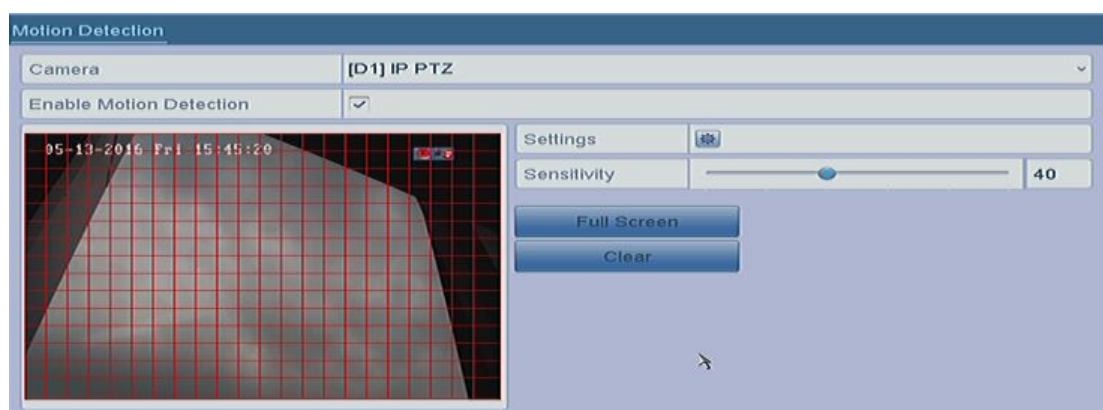 Motion Detection
Camera [D1] IP PTZ
Enable Motion Detection
05-13-2016 Fri 15:45:20
Settings
Sensitivity 40
Full Screen
Clear